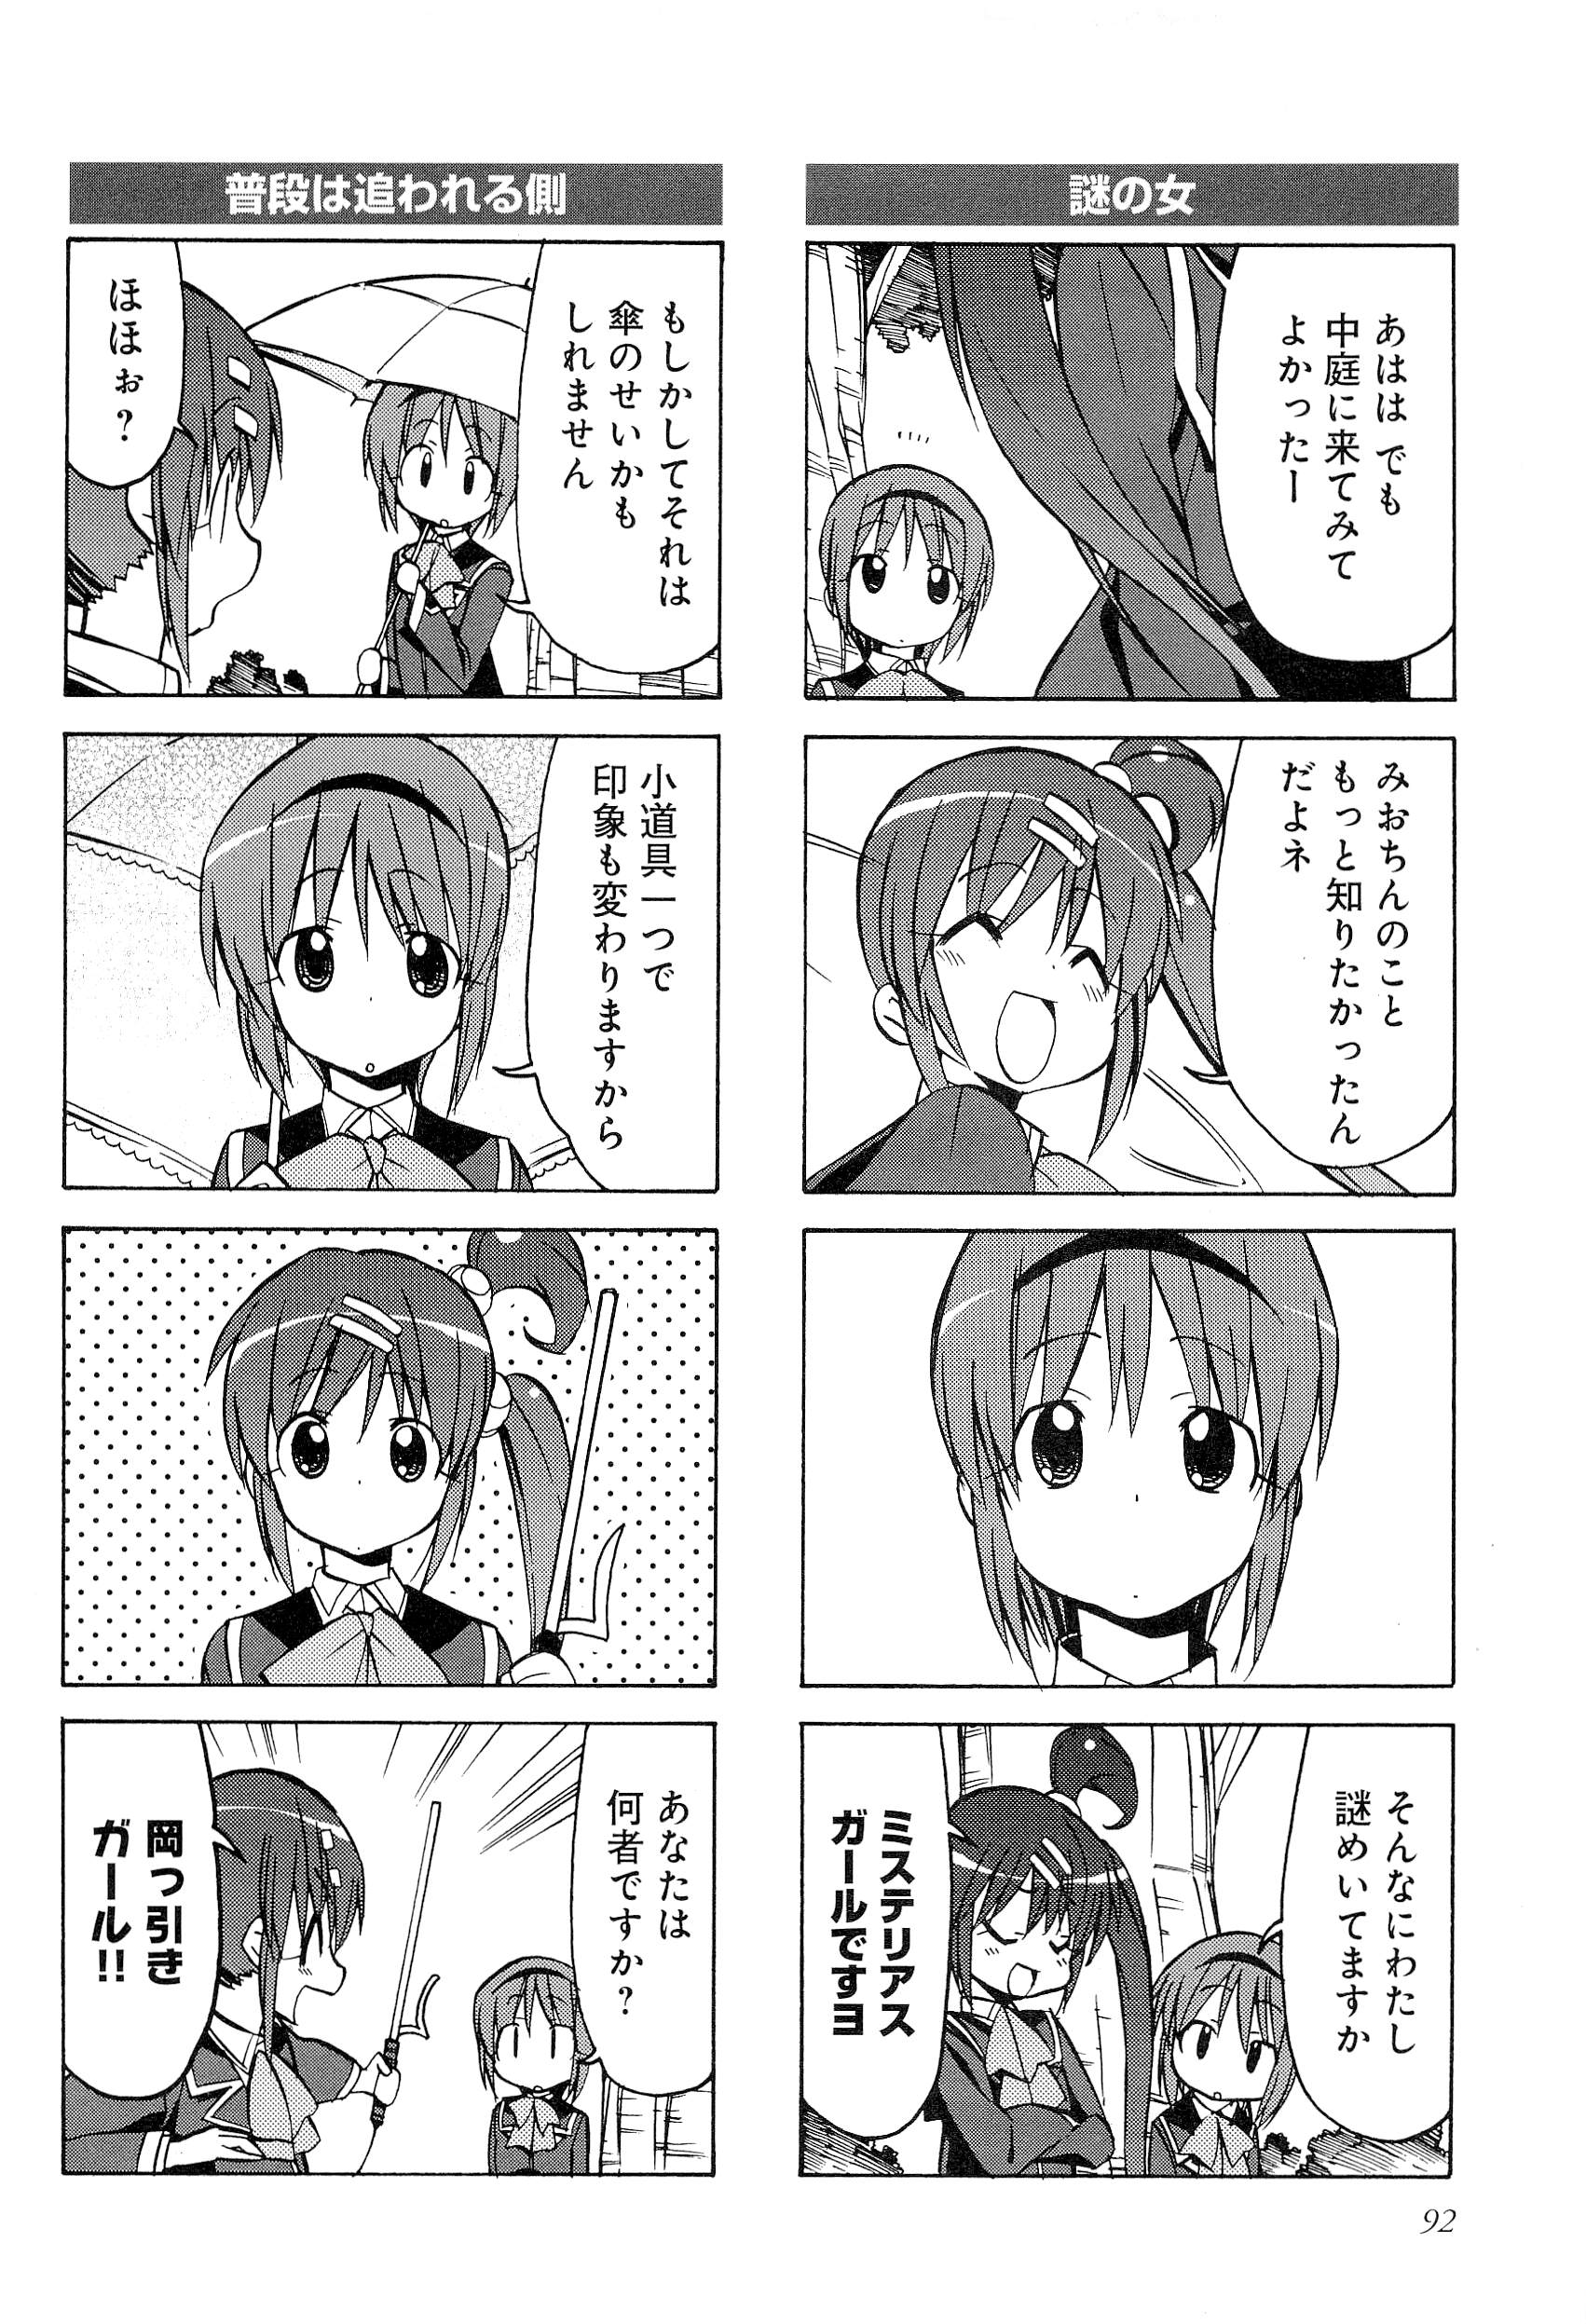 謎の女
あはは でも
中庭に来てみて
よかったー
みおちんのこと
もっと知りたかったん
だよネ
そんなにわたし
謎めいてますか
ミステリアス
ガールですヨ
普段は追われる側
もしかしてそれは
傘のせいかも
しれません
ほほぉ？
小道具一つで
印象も変わりますから
あなたは
何者ですか？
岡っ引き
ガール!!
92